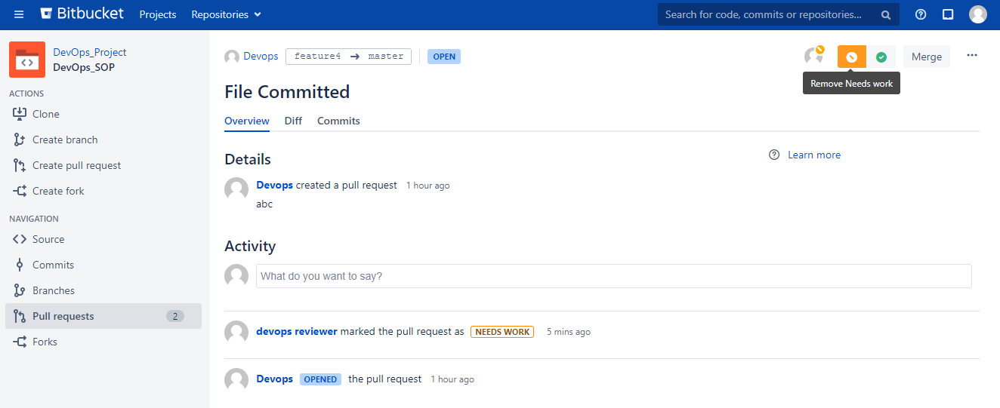 Bitbucket Projects Repositories Search for code, commits or repositories...
DevOps_Project
DevOps_SOP
ACTIONS
Clone
Create branch
Create pull request
Create fork
NAVIGATION
Source
Commits
Branches
Pull requests 2
Forks
Devops feature4 → master OPEN Merge
Remove Needs work
File Committed
Overview Diff Commits
Details
Learn more
Devops created a pull request 1 hour ago
abc
Activity
What do you want to say?
devops reviewer marked the pull request as NEEDS WORK 5 mins ago
Devops OPENED the pull request 1 hour ago